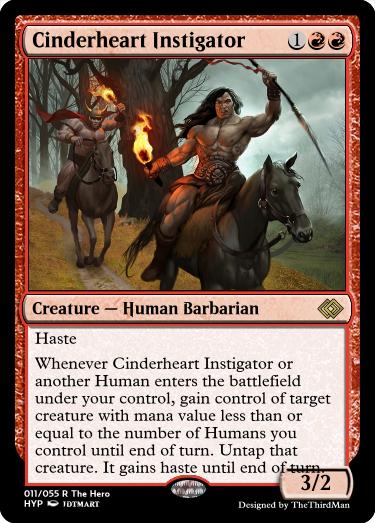 Cinderheart Instigator 1
Creature — Human Barbarian
Haste
Whenever Cinderheart Instigator or
another Human enters the battlefield
under your control, gain control of target
creature with mana value less than or
equal to the number of Humans you
control until end of turn. Untap that
creature. It gains haste until end of turn.
3/2
011/055 R The Hero
HYP 1DTMART
Designed by TheThirdMan